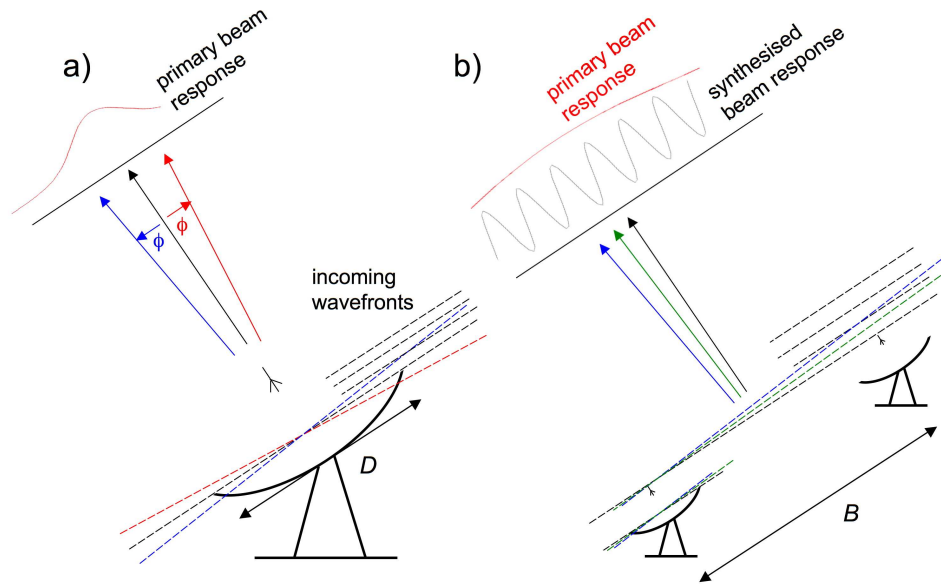 a)
primary beam
response
ϕ
ϕ
incoming
wavefronts
D
b)
primary beam
response
synthesised
beam response
B